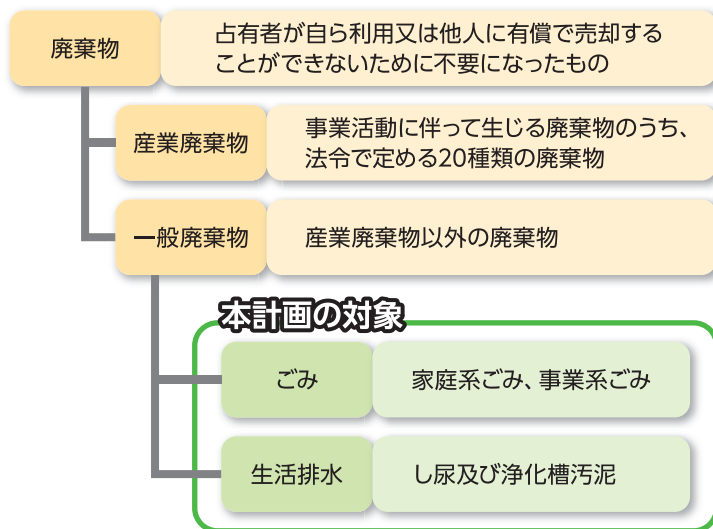 廃棄物
占有者が自ら利用又は他人に有償で売却する
ことができないために不要になったもの
産業廃棄物
事業活動に伴って生じる廃棄物のうち、
法令で定める20種類の廃棄物
一般廃棄物
産業廃棄物以外の廃棄物
本計画の対象
ごみ
家庭系ごみ、事業系ごみ
生活排水
し尿及び浄化槽汚泥